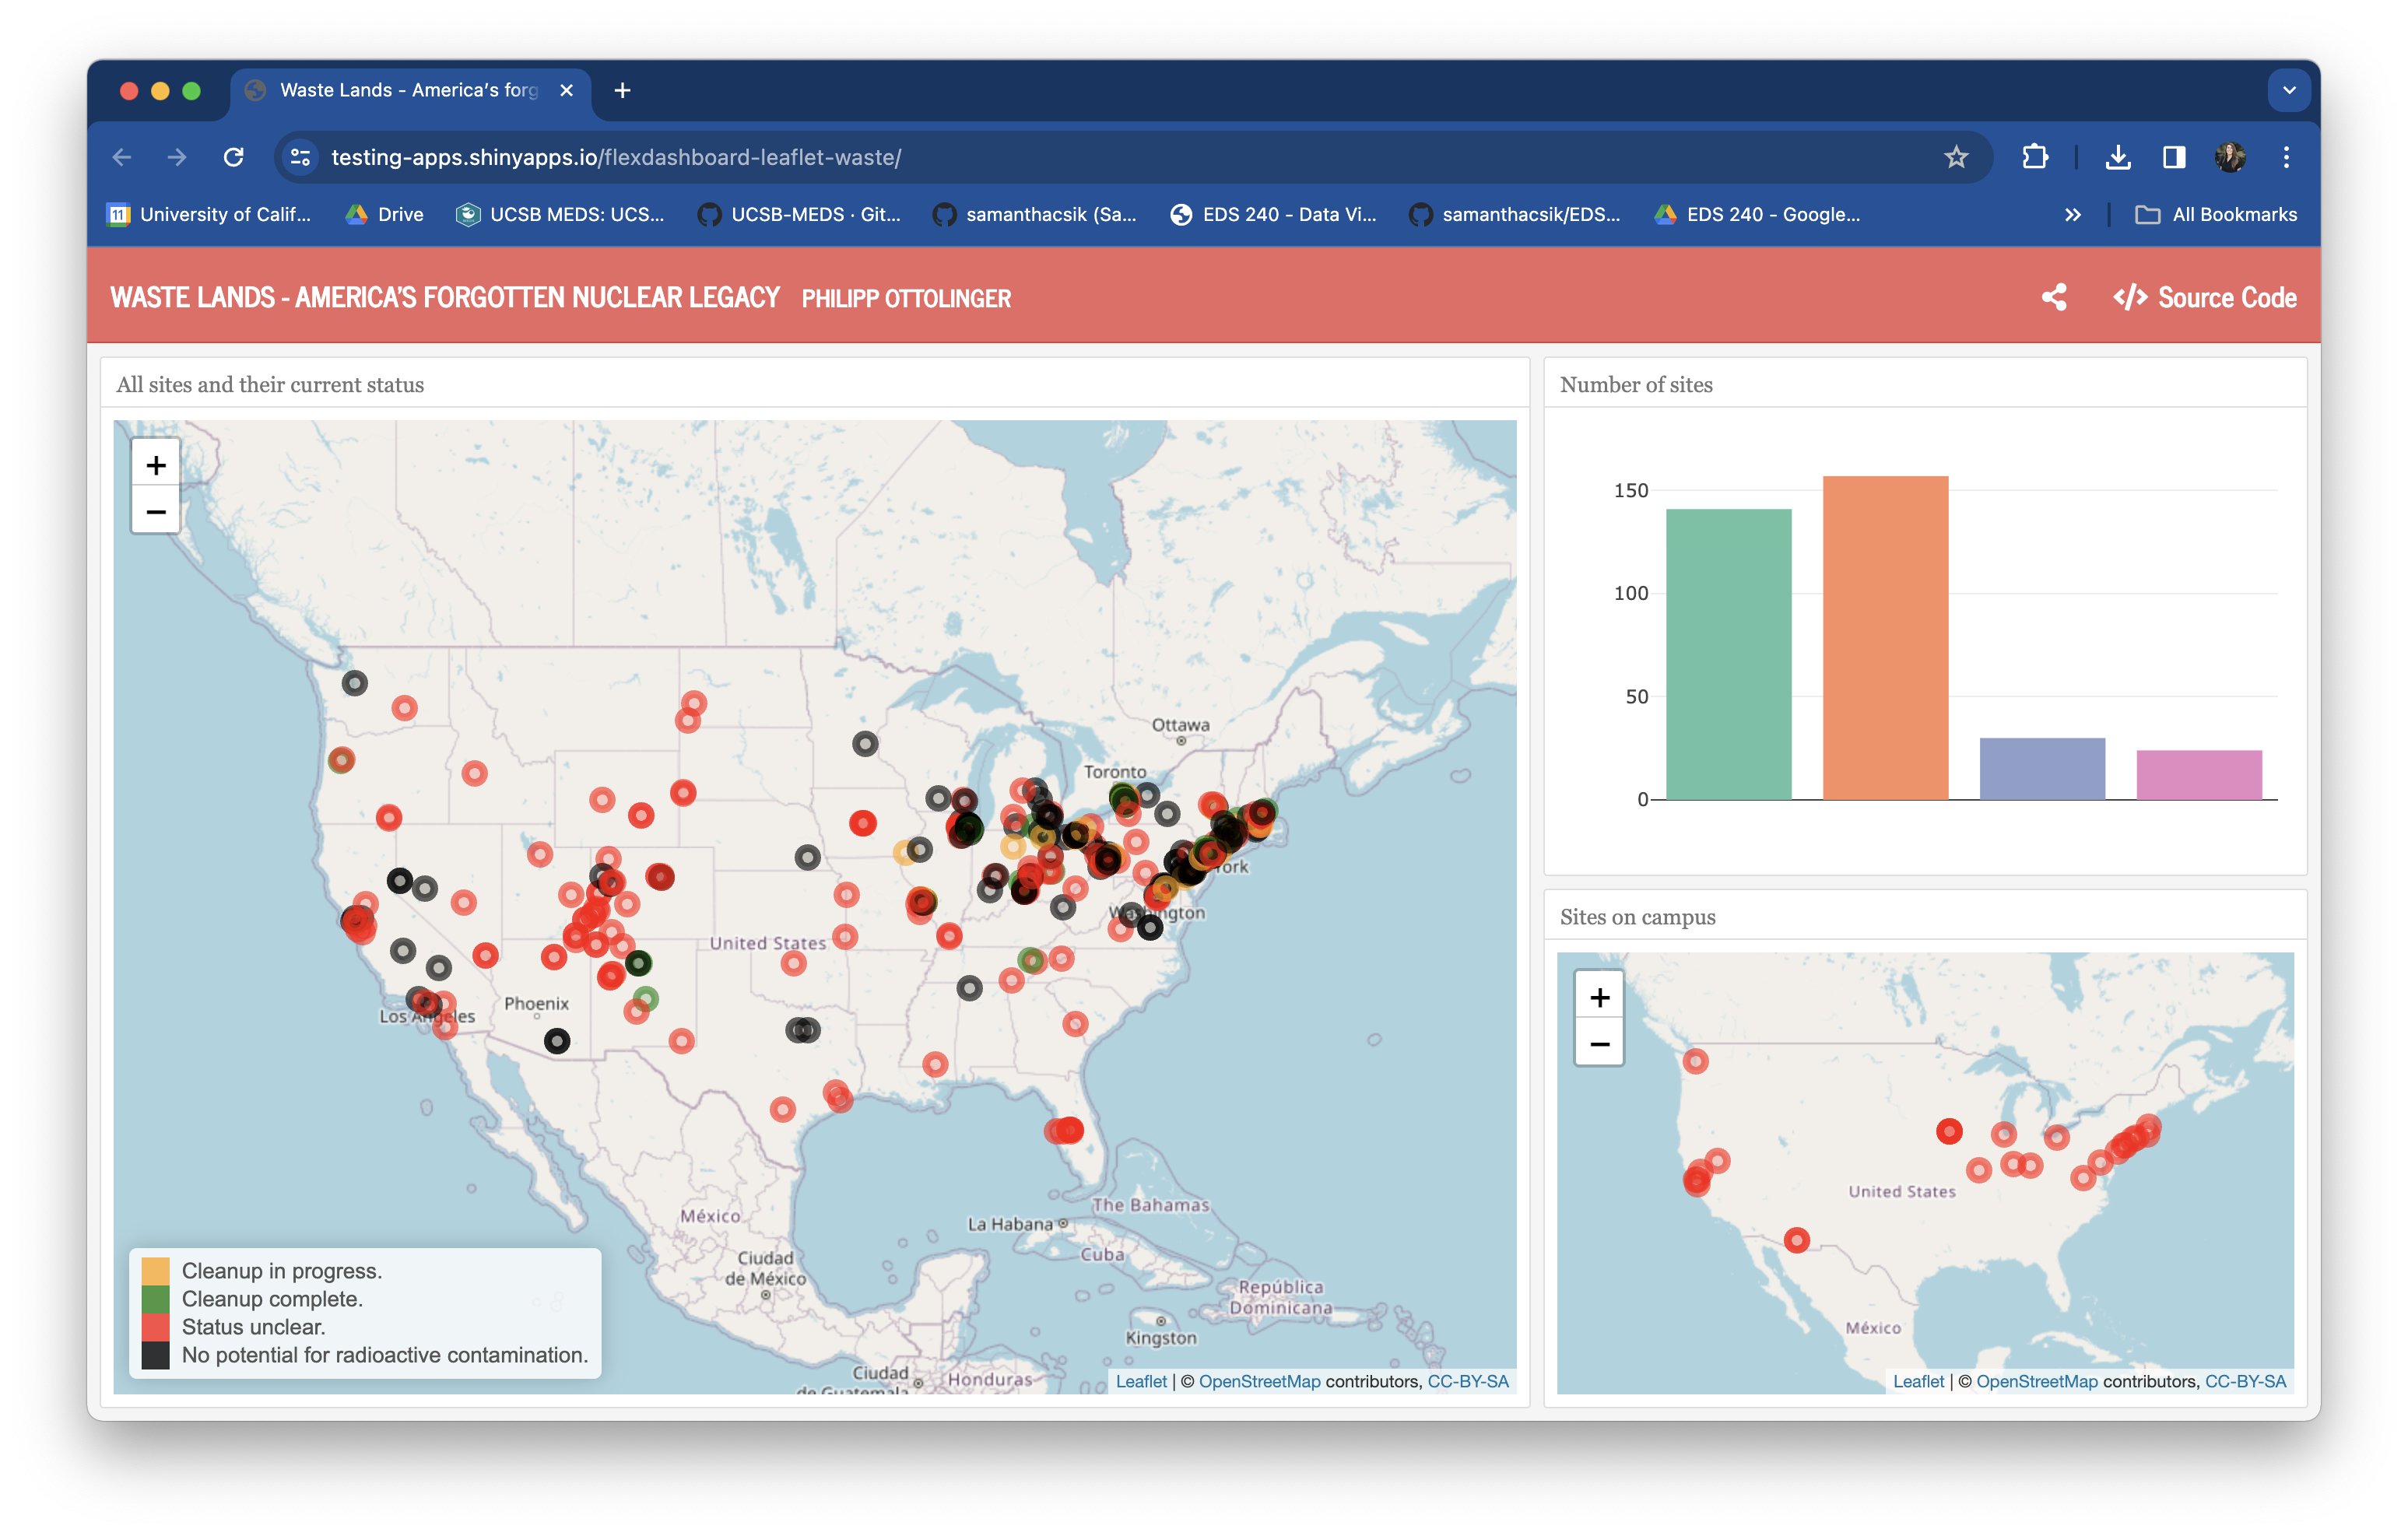 Waste Lands - America's forg
testing-apps.shinyapps.io/flexdashboard-leaflet-waste/
11 University of Calif...
Drive
UCSB MEDS: UCS...
UCSB-MEDS · Git...
samanthacsik (Sa...
EDS 240 - Data Vi...
samanthacsik/EDS...
EDS 240 - Google...
»
All Bookmarks
WASTE LANDS - AMERICA'S FORGOTTEN NUCLEAR LEGACY PHILIPP OTTOLINGER
</> Source Code
All sites and their current status
+
−
Ottawa
Toronto
York
Washington
United States
Phoenix
Los Angeles
The Bahamas
La Habana
México
Cuba
Ciudad
de México
República
Dominicana
Kingston
Ciudad
de Guatemala
Honduras
Cleanup in progress.
Cleanup complete.
Status unclear.
No potential for radioactive contamination.
Leaflet | © OpenStreetMap contributors, CC-BY-SA
Number of sites
150
100
50
0
Sites on campus
+
−
United States
México
Leaflet | © OpenStreetMap contributors, CC-BY-SA